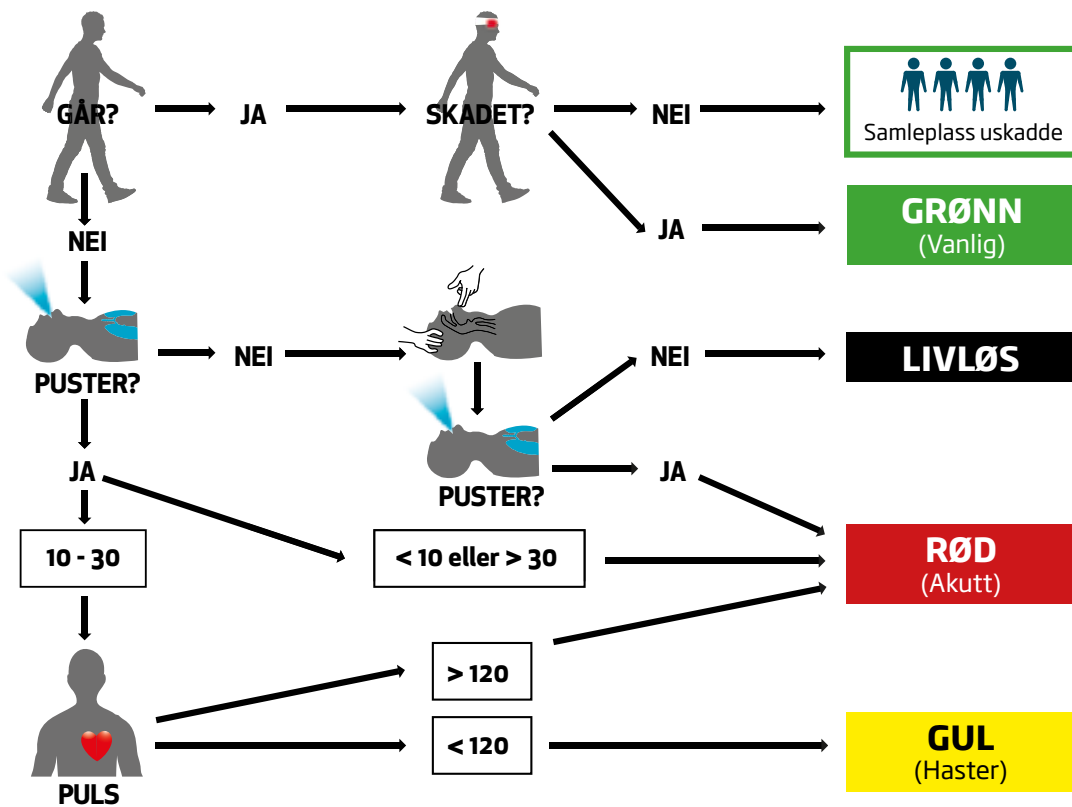 GÅR?
JA
SKADET?
NEI
Samleplass uskadde
JA
GRØNN
(Vanlig)
NEI
PUSTER?
NEI
NEI
LIVLØS
PUSTER?
JA
JA
10 - 30
< 10 eller > 30
RØD
(Akutt)
> 120
< 120
GUL
(Haster)
PULS